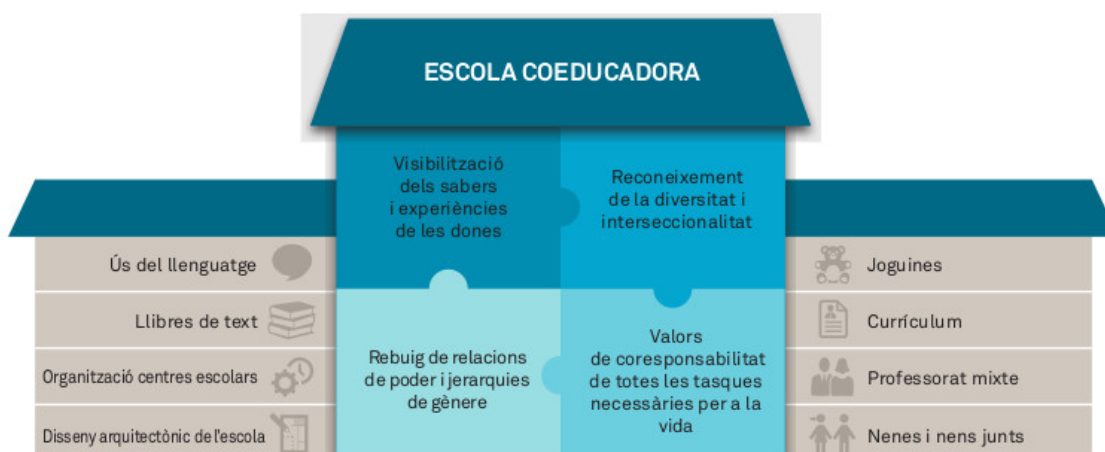 ESCOLA COEDUCADORA
Visibilització
dels sabers
i experiències
de les dones
Reconeixement
de la diversitat i
interseccionalitat
Rebuig de relacions
de poder i jerarquies
de gènere
Valors
de coresponsabilitat
de totes les tasques
necessàries per a la
vida
Ús del llenguatge
Llibres de text
Organització centres escolars
Disseny arquitectònic de l'escola
Joguines
Currículum
Professorat mixte
Nenes i nens junts